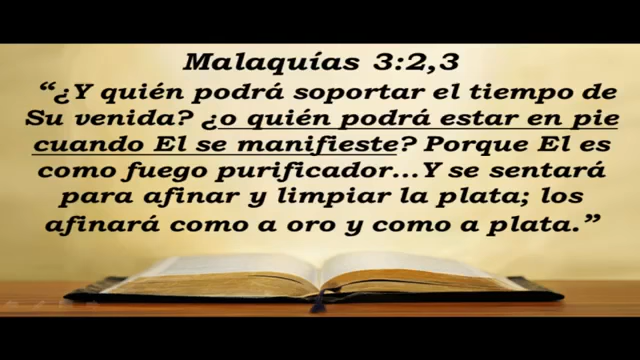 Malaquías 3:2,3
“¿Y quién podrá soportar el tiempo de
Su venida? ¿o quién podrá estar en pie
cuando El se manifieste? Porque El es
como fuego purificador...Y se sentará
para afinar y limpiar la plata; los
afinará como a oro y como a plata.”